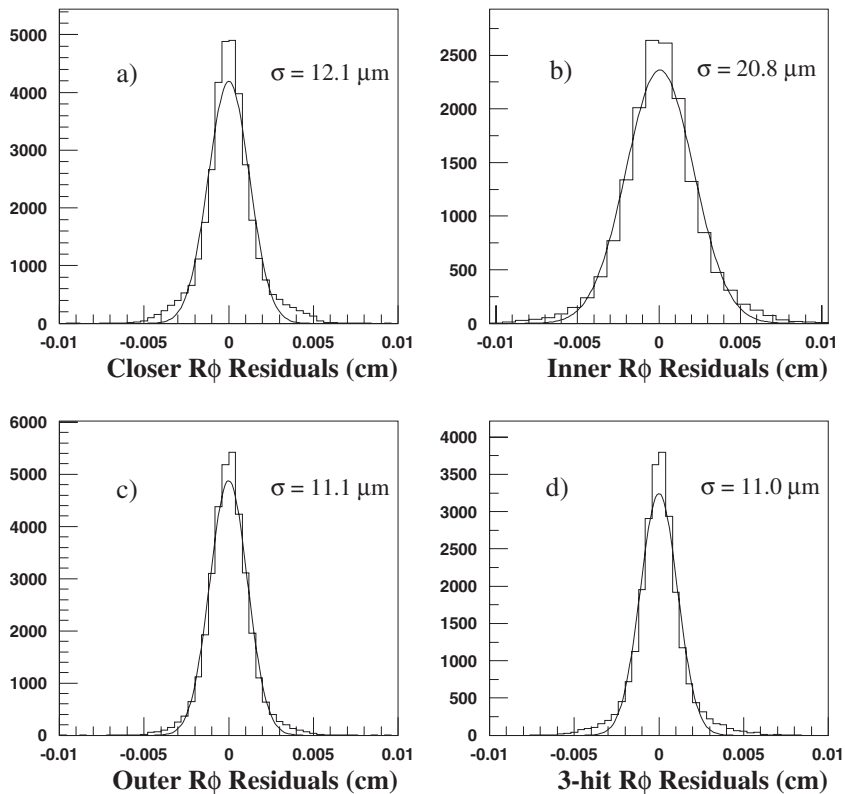 5000
4000
3000
2000
1000
0
a)
σ = 12.1 μm
-0.01 -0.005 0 0.005 0.01
Closer Rϕ Residuals (cm)
2500
2000
1500
1000
500
0
b)
σ = 20.8 μm
-0.01 -0.005 0 0.005 0.01
Inner Rϕ Residuals (cm)
6000
5000
4000
3000
2000
1000
0
c)
σ = 11.1 μm
-0.01 -0.005 0 0.005 0.01
Outer Rϕ Residuals (cm)
4000
3500
3000
2500
2000
1500
1000
500
0
d)
σ = 11.0 μm
-0.01 -0.005 0 0.005 0.01
3-hit Rϕ Residuals (cm)